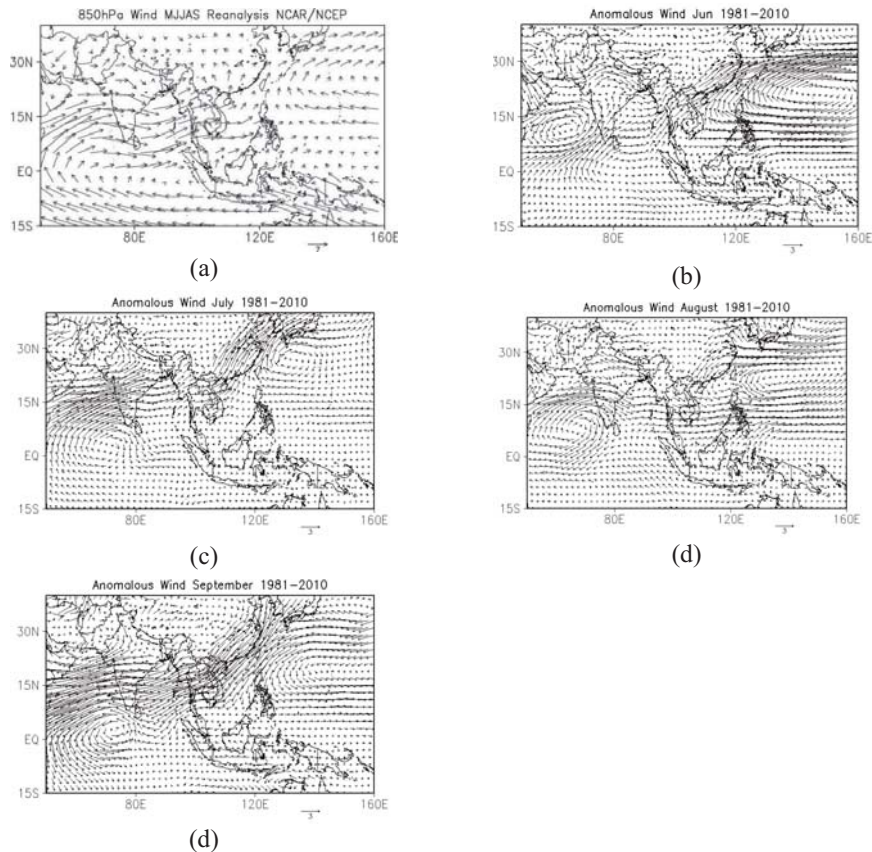 850hPa Wind MJJAS Reanalysis NCAR/NCEP
30N
15N
EQ
15S
80E
120E
160E
(a)
Anomalous Wind Jun 1981-2010
30N
15N
EQ
15S
80E
120E
160E
3
(b)
Anomalous Wind July 1981-2010
30N
15N
EQ
15S
80E
120E
160E
3
(c)
Anomalous Wind August 1981-2010
30N
15N
EQ
15S
80E
120E
160E
3
(d)
Anomalous Wind September 1981-2010
30N
15N
EQ
15S
80E
120E
160E
3
(d)